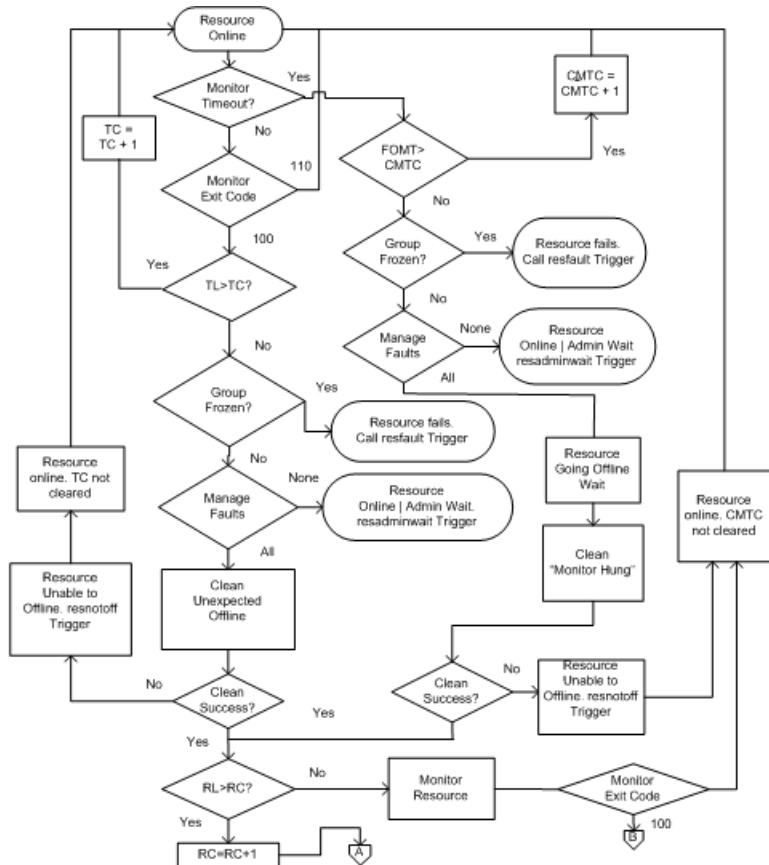 Resource
Online
Yes
Monitor
Timeout?
CMTC =
CMTC + 1
TC =
TC + 1
No
FOMT>
CMTC
Yes
110
Monitor
Exit Code
No
100
Group
Frozen?
Yes
Resource fails.
Call resfault Trigger
Yes
TL>TC?
No
None
Manage
Faults
Resource
Online | Admin Wait
resadminwait Trigger
No
All
Group
Frozen?
Yes
Resource fails.
Call resfault Trigger
Resource
online. TC not
cleared
Resource
Going Offline
Wait
No
None
Manage
Faults
Resource
Online | Admin Wait.
resadminwait Trigger
Resource
online. CMTC
not cleared
All
Clean
"Monitor Hung"
Resource
Unable to
Offline. resnotoff
Trigger
Clean
Unexpected
Offline
No
Clean
Success?
Yes
Clean
Success?
No
Resource
Unable to
Offline. resnotoff
Trigger
Yes
RL>RC?
No
Monitor
Resource
Monitor
Exit Code
Yes
100
RC=RC+1
A
B